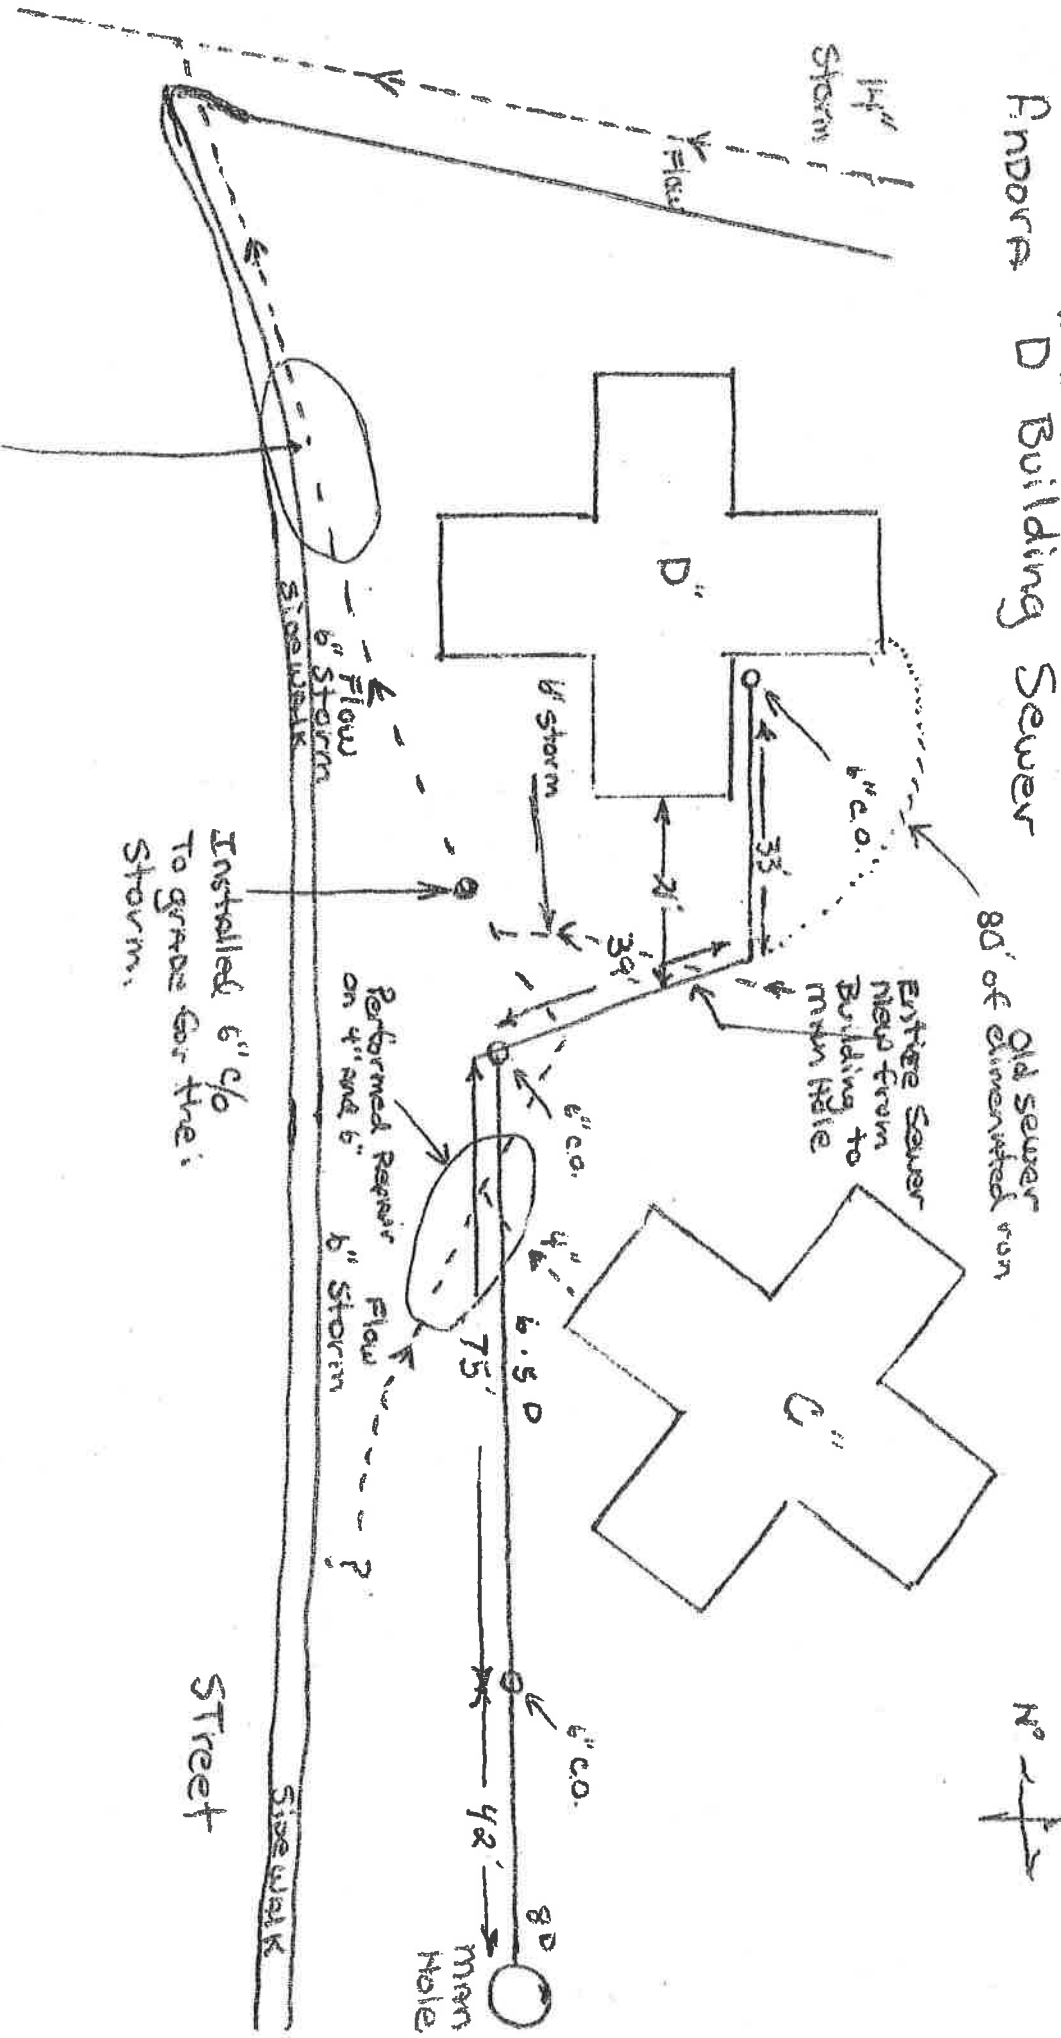 Andora "D" Building Sewer
14"
Storm
Flow
D"
6" C.O.
33'
21'
39'
6" Storm
80' of
Old sewer
eliminated run
Entire Sewer
New from
Building to
man Hole
C"
N°
6" C.O.
4"
6.5 D
75'
6" C.O.
42'
8D
man
Hole
Performed Repair
on 4" and 6"
Flow
6" Storm
?
Flow
6" Storm
Sidewalk
Installed 6" c/o
To grade for the
Storm.
Sidewalk
STreet